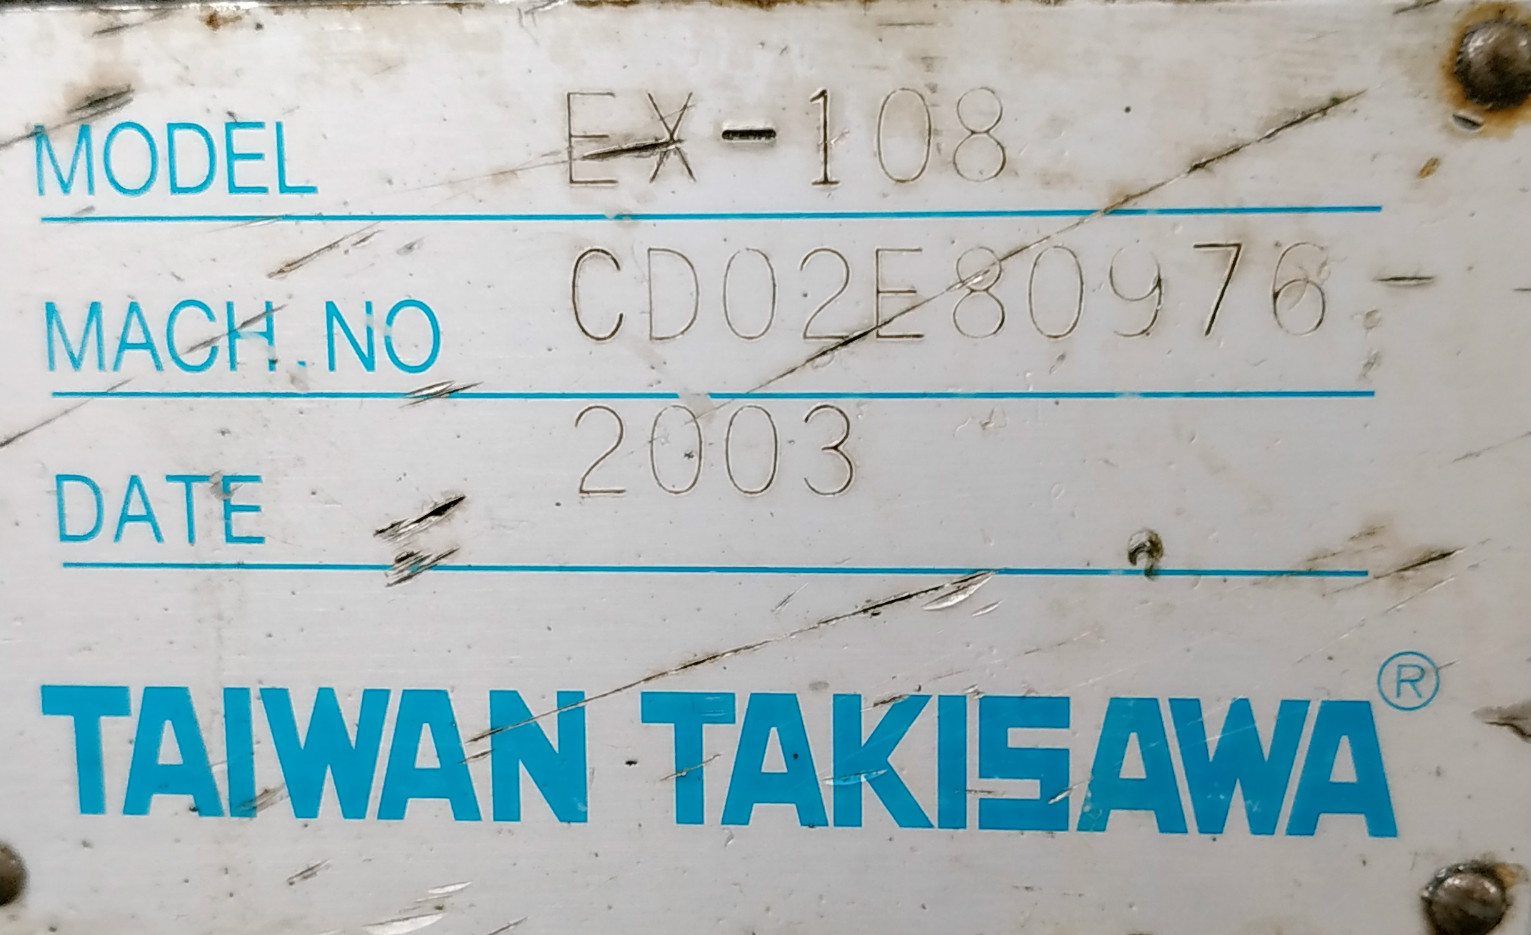 MODEL EX-108
MACH.NO CD02E80976
DATE 2003
TAIWAN TAKISAWA®